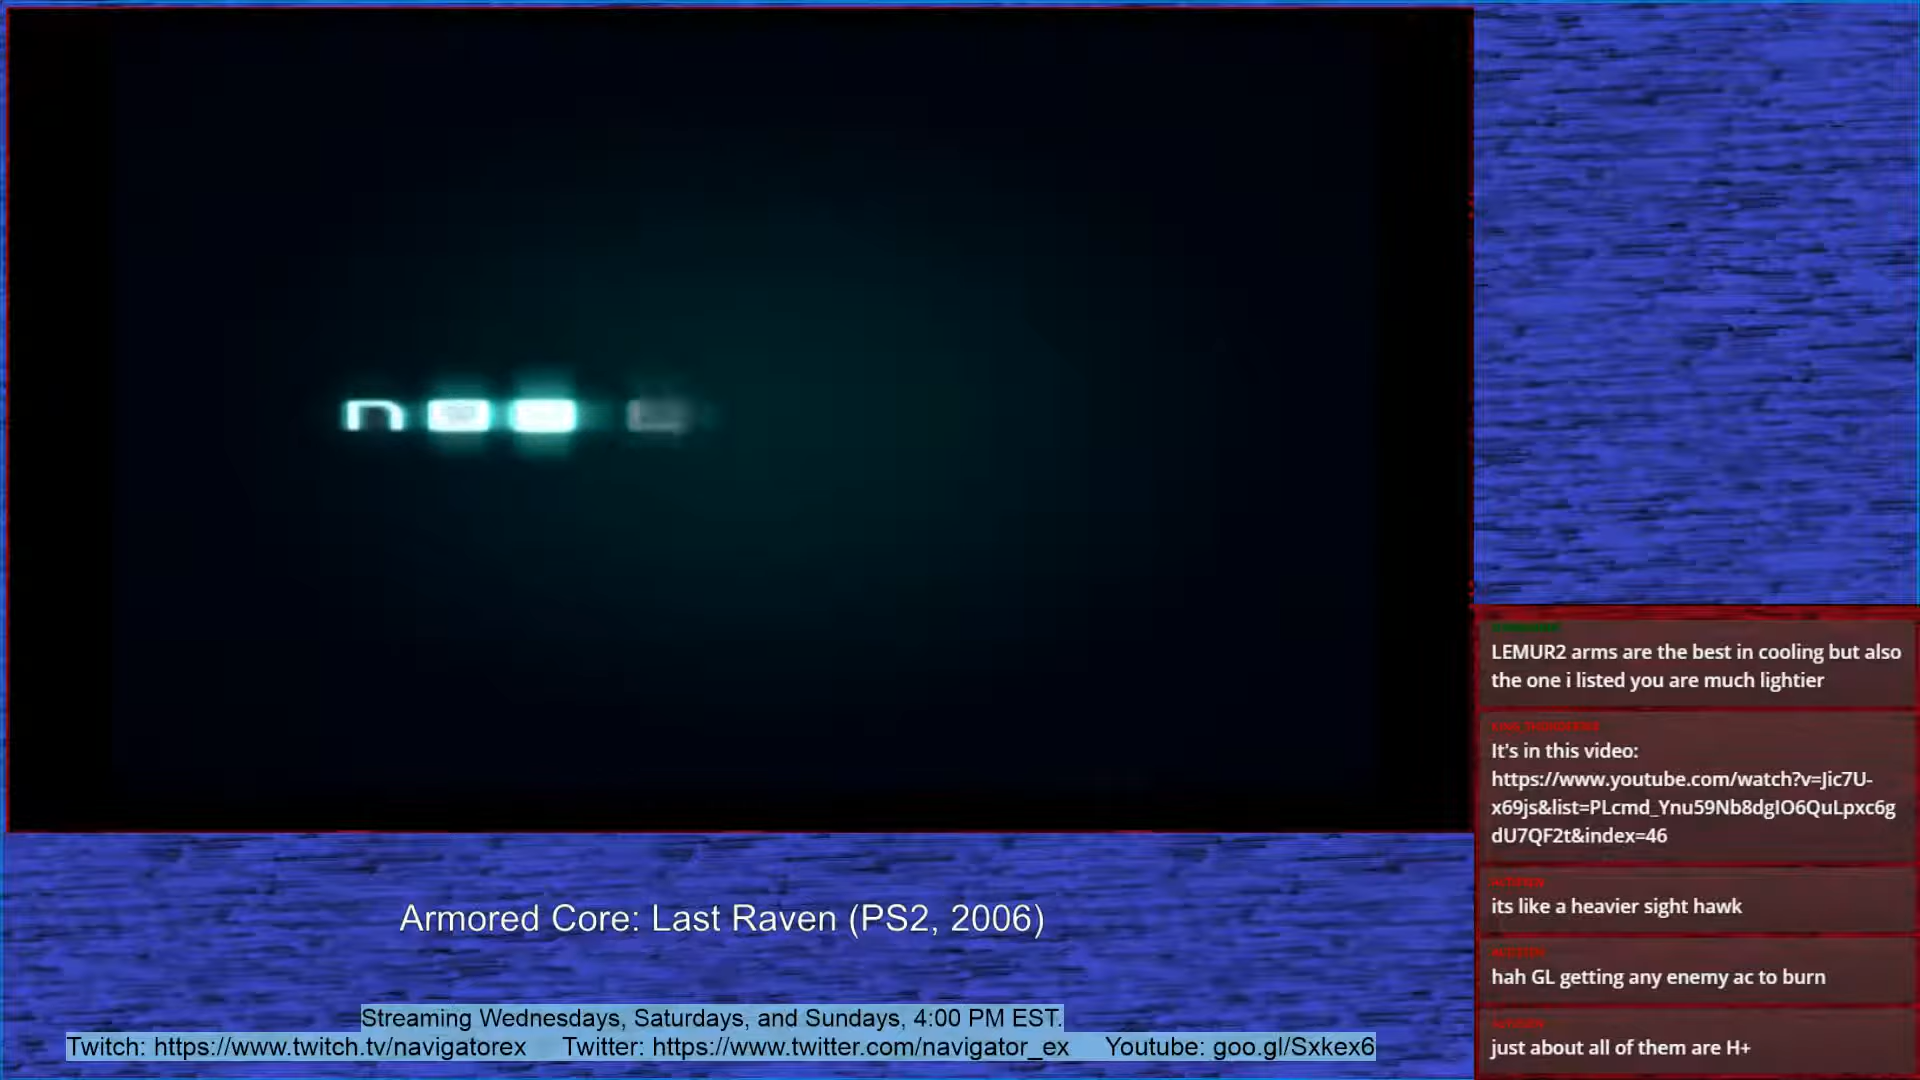 LEMUR2 arms are the best in cooling but also
the one i listed you are much lightier
It's in this video:
https://www.youtube.com/watch?v=Jic7U-
x69js&list=PLcmd_Ynu59Nb8dgIO6QuLpxc6g
dU7QF2t&index=46
its like a heavier sight hawk
hah GL getting any enemy ac to burn
just about all of them are H+
Armored Core: Last Raven (PS2, 2006)
Streaming Wednesdays, Saturdays, and Sundays, 4:00 PM EST.
Twitch: https://www.twitch.tv/navigatorex Twitter: https://www.twitter.com/navigator_ex Youtube: goo.gl/Sxkex6